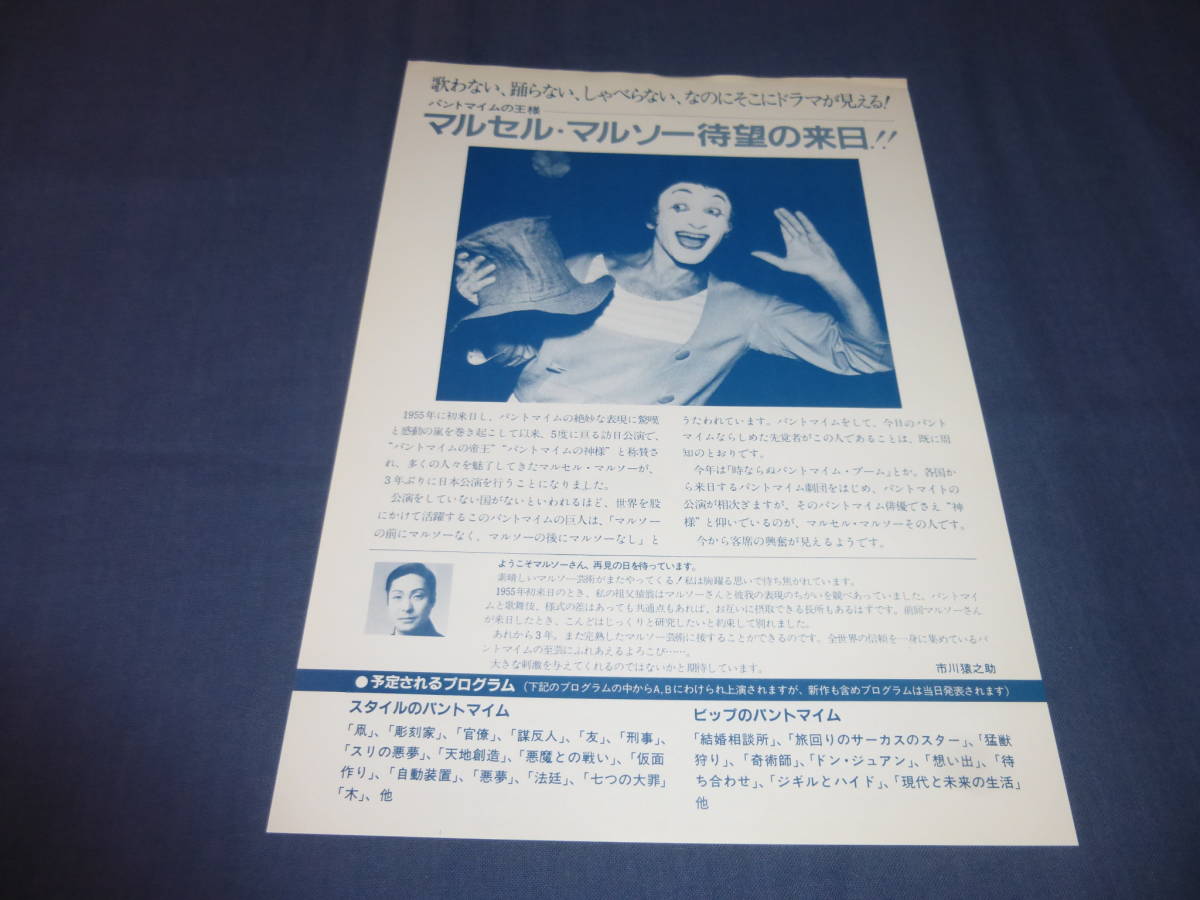 歌わない、踊らない、しゃべらない、なのにそこにドラマが見える!
パントマイムの王様
マルセル・マルソー待望の来日!!
1955年に初来日し、パントマイムの絶妙な表現に驚嘆
と感動の嵐を巻き起こして以来、5度に亘る訪日公演で、
“パントマイムの帝王”“パントマイムの神様”と称賛さ
れ、多くの人々を魅了してきたマルセル・マルソーが、
3年ぶりに日本公演を行うことになりました。
公演をしていない国がないといわれるほど、世界を股
にかけて活躍するこのパントマイムの巨人は、「マルソー
の前にマルソーなく、マルソーの後にマルソーなし」と
うたわれています。パントマイムをして、今日のパント
マイムならしめた先覚者がこの人であることは、既に周
知のとおりです。
今年は「時ならぬパントマイム・ブーム」とか。各国か
ら来日するパントマイム劇団をはじめ、パントマイトの
公演が相次ぎますが、そのパントマイム俳優でさえ“神
様”と仰いでいるのが、マルセル・マルソーその人です。
今から客席の興奮が見えるようです。
ようこそマルソーさん、再見の日を待っています。
素晴しいマルソー芸術がまたやってくる!私は胸躍る思いで待ち焦がれています。
1955年初来日のとき、私の祖父猿翁はマルソーさんと彼我の表現のちがいを競べあっていました。パントマイ
ムと歌舞伎、様式の差はあっても共通点もあれば、お互いに摂取できる長所もあるはずです。前回マルソーさん
が来日したとき、こんどはじっくりと研究したいと約束して別れました。
あれから3年。また完熟したマルソー芸術に接することができるのです。全世界の信頼を一身に集めているパ
ントマイムの至芸にふれあえるよろこび……。
大きな刺激を与えてくれるのではないかと期待しています。
市川猿之助
●予定されるプログラム(下記のプログラムの中からA,Bにわけられ上演されますが、新作も含めプログラムは当日発表されます)
スタイルのパントマイム
「凧」、「彫刻家」、「官僚」、「謀反人」、「友」、「刑事」、
「スリの悪夢」、「天地創造」、「悪魔との戦い」、「仮面
作り」、「自動装置」、「悪夢」、「法廷」、「七つの大罪」
「木」、他
ビップのパントマイム
「結婚相談所」、「旅回りのサーカスのスター」、「猛獣
狩り」、「奇術師」、「ドン・ジュアン」、「想い出」、「待
ち合わせ」、「ジギルとハイド」、「現代と未来の生活」
他